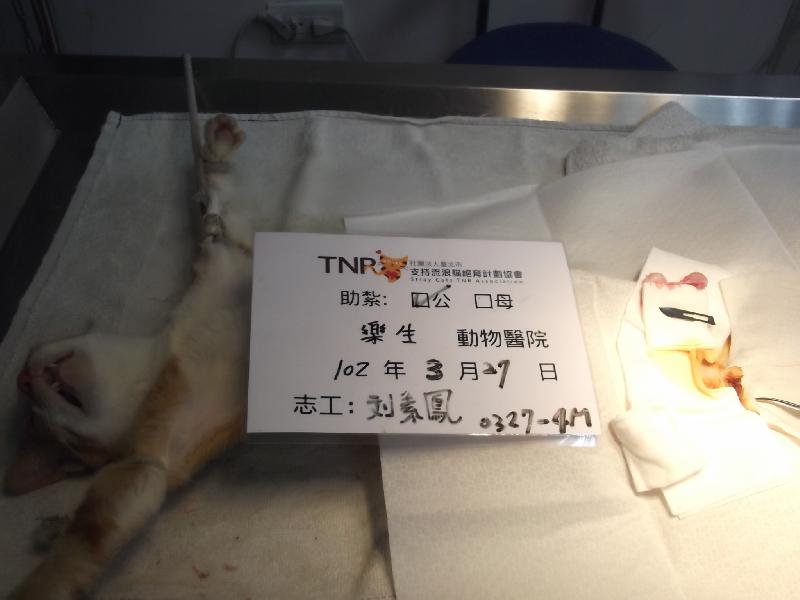 TNR 社團法人臺北市
支持流浪貓絕育計劃協會
Stray Cats TNR Association
助紮: ☑公 □母
樂生 動物醫院
102 年 3 月 27 日
志工: 刘素鳳 0327-4M